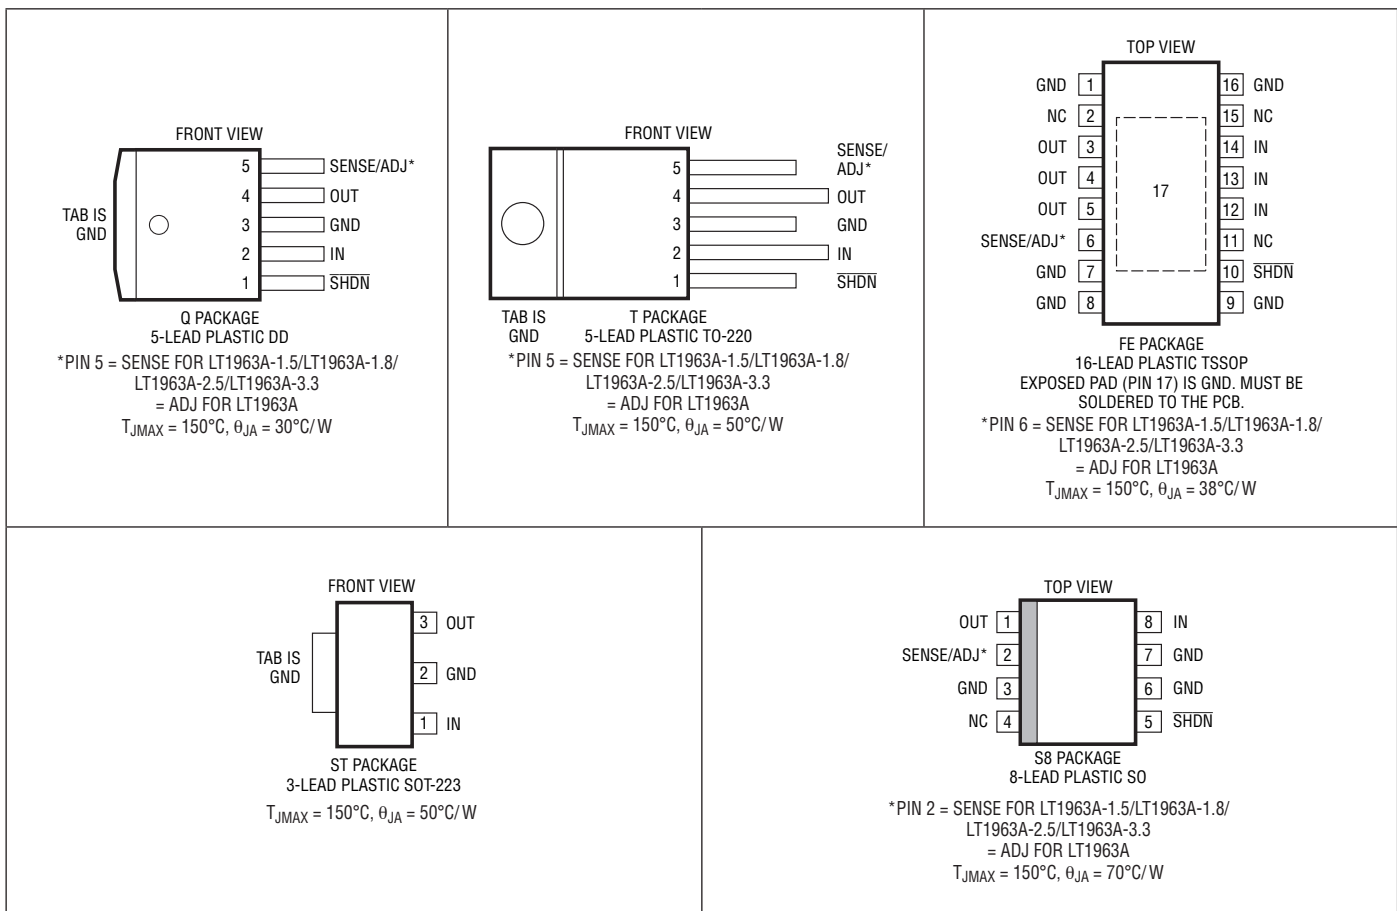 FRONT VIEW
TAB IS
GND
5 SENSE/ADJ*
4 OUT
3 GND
2 IN
1 SHDN
Q PACKAGE
5-LEAD PLASTIC DD
*PIN 5 = SENSE FOR LT1963A-1.5/LT1963A-1.8/
LT1963A-2.5/LT1963A-3.3
= ADJ FOR LT1963A
TJMAX = 150°C, θJA = 30°C/W
FRONT VIEW
5 SENSE/
ADJ*
4 OUT
3 GND
2 IN
1 SHDN
TAB IS
GND
T PACKAGE
5-LEAD PLASTIC TO-220
*PIN 5 = SENSE FOR LT1963A-1.5/LT1963A-1.8/
LT1963A-2.5/LT1963A-3.3
= ADJ FOR LT1963A
TJMAX = 150°C, θJA = 50°C/W
TOP VIEW
GND 1 16 GND
NC 2 15 NC
OUT 3 14 IN
OUT 4 13 IN
17
OUT 5 12 IN
SENSE/ADJ* 6 11 NC
GND 7 10 SHDN
GND 8 9 GND
FE PACKAGE
16-LEAD PLASTIC TSSOP
EXPOSED PAD (PIN 17) IS GND. MUST BE
SOLDERED TO THE PCB.
*PIN 6 = SENSE FOR LT1963A-1.5/LT1963A-1.8/
LT1963A-2.5/LT1963A-3.3
= ADJ FOR LT1963A
TJMAX = 150°C, θJA = 38°C/W
FRONT VIEW
TAB IS
GND
3 OUT
2 GND
1 IN
ST PACKAGE
3-LEAD PLASTIC SOT-223
TJMAX = 150°C, θJA = 50°C/W
TOP VIEW
OUT 1 8 IN
SENSE/ADJ* 2 7 GND
GND 3 6 GND
NC 4 5 SHDN
S8 PACKAGE
8-LEAD PLASTIC SO
*PIN 2 = SENSE FOR LT1963A-1.5/LT1963A-1.8/
LT1963A-2.5/LT1963A-3.3
= ADJ FOR LT1963A
TJMAX = 150°C, θJA = 70°C/W